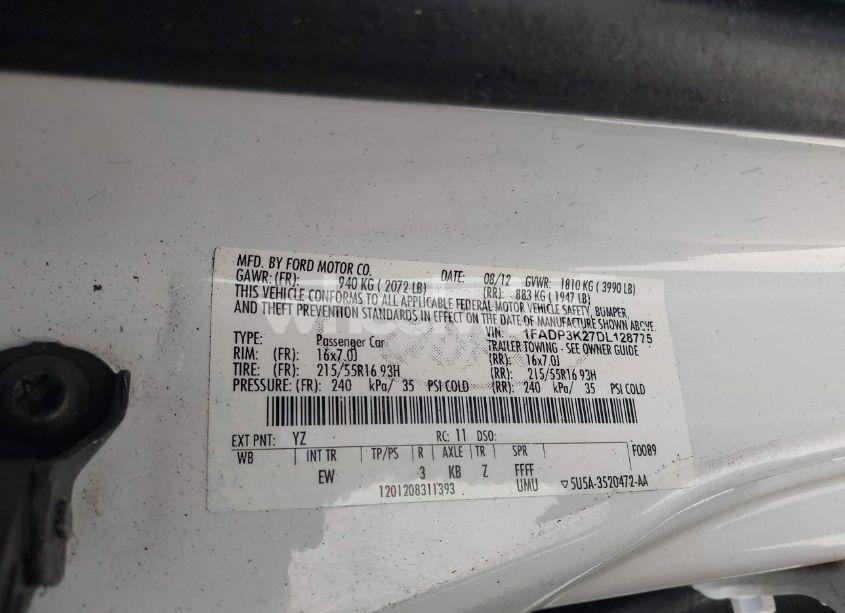 MFD. BY FORD MOTOR CO.
DATE: 08/12 GVWR: 1810 KG ( 3990 LB)
GAWR: (FR): 940 KG ( 2072 LB) (RR): 883 KG ( 1947 LB)
THIS VEHICLE CONFORMS TO ALL APPLICABLE FEDERAL MOTOR VEHICLE SAFETY, BUMPER,
AND THEFT PREVENTION STANDARDS IN EFFECT ON THE DATE OF MANUFACTURE SHOWN ABOVE
VIN: 1FADP3K27DL128775
TYPE: Passenger Car TRAILER TOWING - SEE OWNER GUIDE
RIM: (FR): 16x7.0J (RR): 16x7.0J
TIRE: (FR): 215/55R16 93H (RR): 215/55R16 93H
PRESSURE: (FR): 240 kPa/ 35 PSI COLD (RR): 240 kPa/ 35 PSI COLD
EXT PNT: YZ RC: 11 DSO:
WB INT TR TP/PS R AXLE TR SPR F0089
EW 3 KB Z FFFF
1201208311393 UMU ▽5U5A-3520472-AA